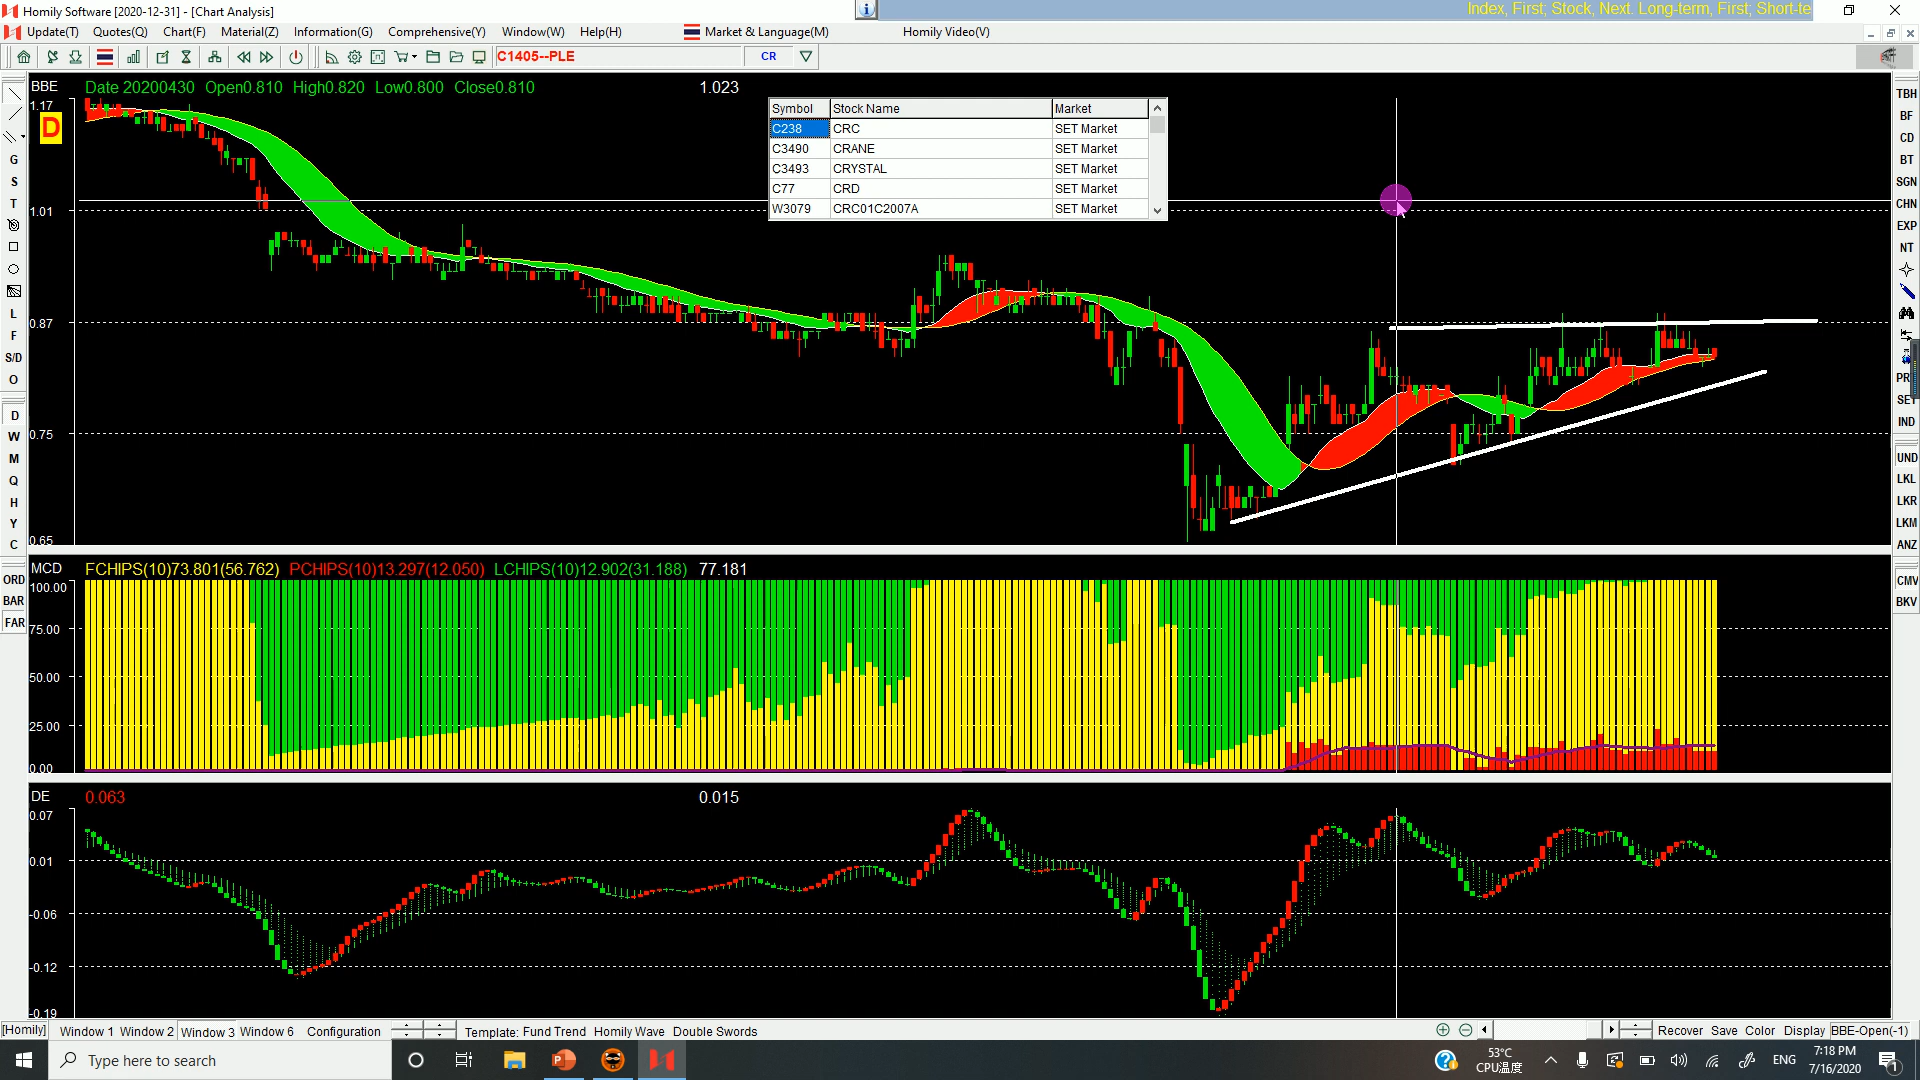 Homily Software [2020-12-31] - [Chart Analysis]
Index, First; Stock, Next. Long-term, First; Short-te
Update(T) Quotes(Q) Chart(F) Material(Z) Information(G) Comprehensive(Y) Window(W) Help(H) Market & Language(M) Homily Video(V)
C1405--PLE CR
BBE Date 20200430 Open0.810 High0.820 Low0.800 Close0.810 1.023
Symbol Stock Name Market
C238 CRC SET Market
C3490 CRANE SET Market
C3493 CRYSTAL SET Market
C77 CRD SET Market
W3079 CRC01C2007A SET Market
1.17
D
1.01
0.87
0.75
0.65
MCD FCHIPS(10)73.801(56.762) PCHIPS(10)13.297(12.050) LCHIPS(10)12.902(31.188) 77.181
100.00
75.00
50.00
25.00
0.00
DE 0.063 0.015
0.07
0.01
-0.06
-0.12
-0.19
G
S
T
L
F
S/D
O
D
W
M
Q
H
Y
C
ORD
BAR
FAR
TBH
BF
CD
BT
SGN
CHN
EXP
NT
PR
SET
IND
UND
LKL
LKR
LKM
ANZ
CMV
BKV
[Homily] Window 1 Window 2 Window 3 Window 6 Configuration Template: Fund Trend Homily Wave Double Swords Recover Save Color Display BBE-Open(-1)
Type here to search
53°C
CPU温度
ENG
7:18 PM
7/16/2020
1